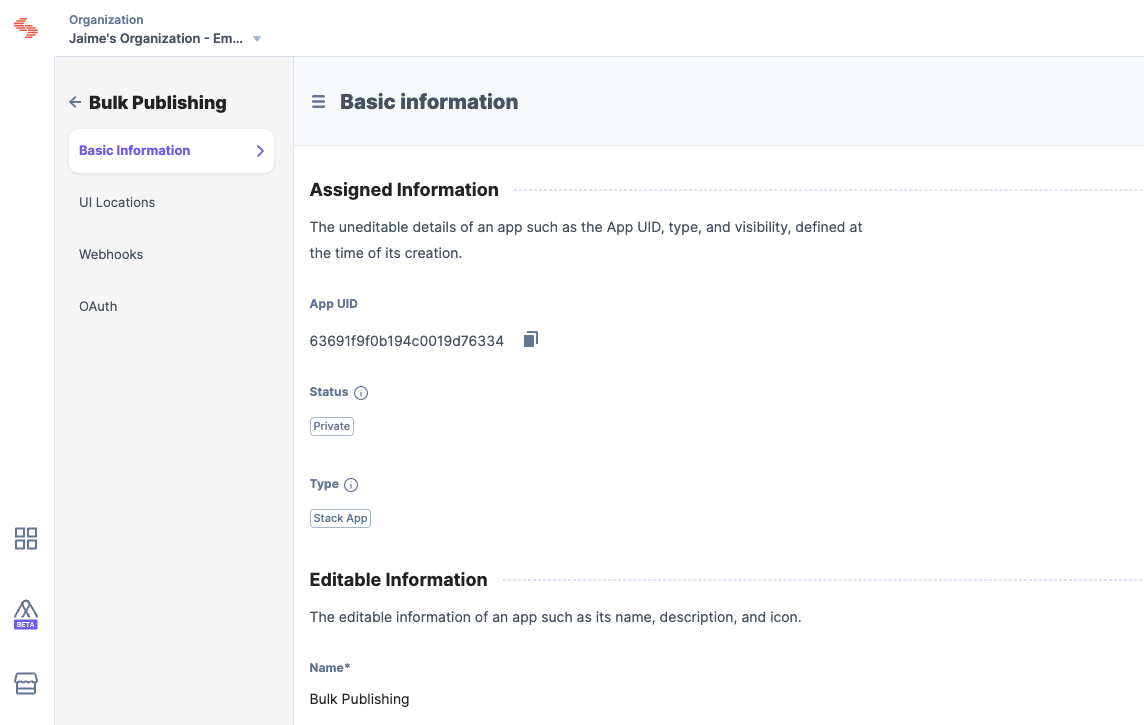 Organization
Jaime's Organization - Em...
Bulk Publishing
Basic Information
UI Locations
Webhooks
OAuth
BETA
Basic information
Assigned Information
The uneditable details of an app such as the App UID, type, and visibility, defined at
the time of its creation.
App UID
63691f9f0b194c0019d76334
Status
Private
Type
Stack App
Editable Information
The editable information of an app such as its name, description, and icon.
Name*
Bulk Publishing